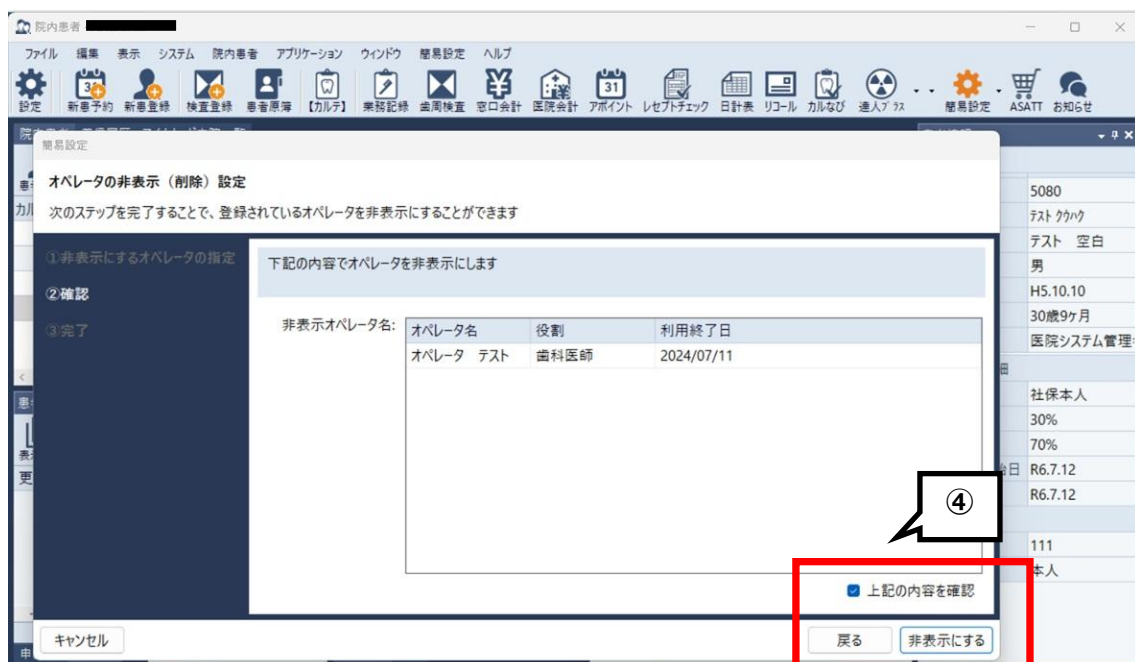 院内患者
ファイル 編集 表示 システム 院内患者 アプリケーション ウィンドウ 簡易設定 ヘルプ
設定 新患予約 新患登録 検査登録 患者原簿 【カルテ】 業務記録 歯周検査 窓口会計 医院会計 アポイント レセプトチェック 日計表 リコール カルなび 達人プラス 簡易設定 ASATT お知らせ
簡易設定
オペレータの非表示（削除）設定
次のステップを完了することで、登録されているオペレータを非表示にすることができます
①非表示にするオペレータの指定
②確認
③完了
下記の内容でオペレータを非表示にします
非表示オペレータ名:
オペレータ名 役割 利用終了日
オペレータ テスト 歯科医師 2024/07/11
④
上記の内容を確認
キャンセル 戻る 非表示にする
5080
テスト クウハク
テスト 空白
男
H5.10.10
30歳9ケ月
医院システム管理
社保本人
30%
70%
R6.7.12
R6.7.12
111
本人